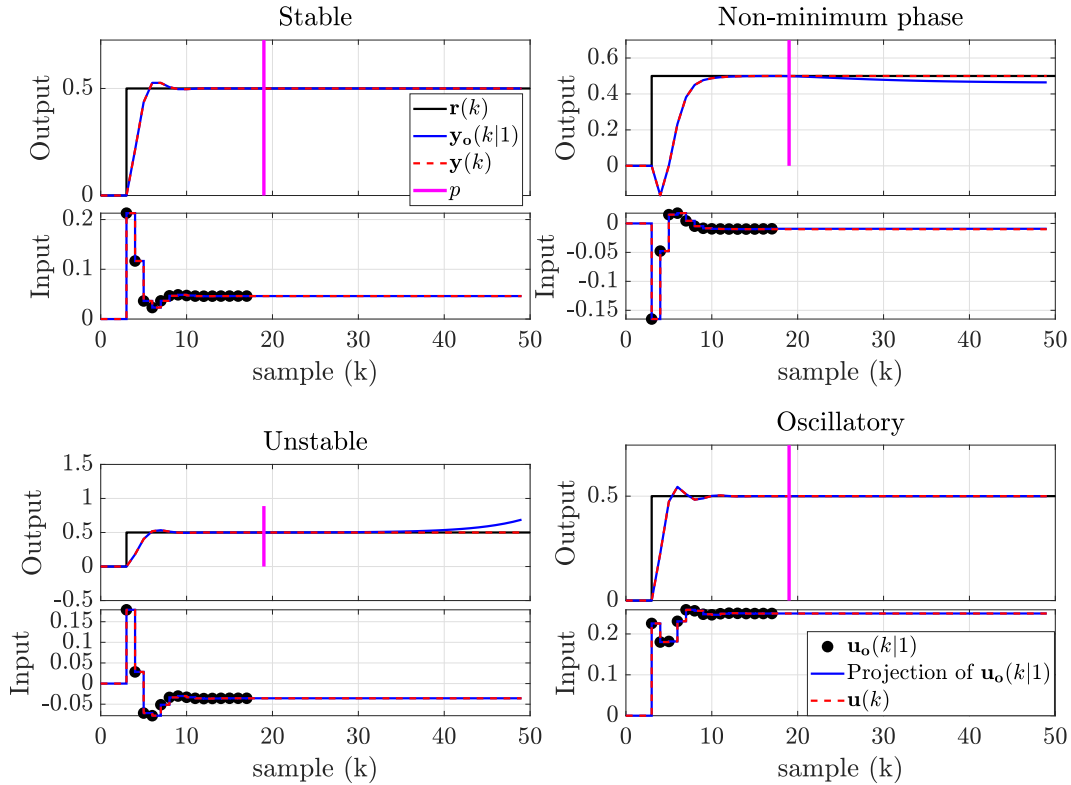 Stable
Output
0.5
0
r(k)
y_o(k|1)
y(k)
p
Input
0.2
0.1
0
0 10 20 30 40 50
sample (k)
Non-minimum phase
Output
0.6
0.4
0.2
0
Input
0
-0.05
-0.1
-0.15
0 10 20 30 40 50
sample (k)
Unstable
Output
1.5
1
0.5
0
-0.5
Input
0.15
0.1
0.05
0
-0.05
0 10 20 30 40 50
sample (k)
Oscillatory
Output
0.5
0
Input
0.2
0.1
0
u_o(k|1)
Projection of u_o(k|1)
u(k)
0 10 20 30 40 50
sample (k)